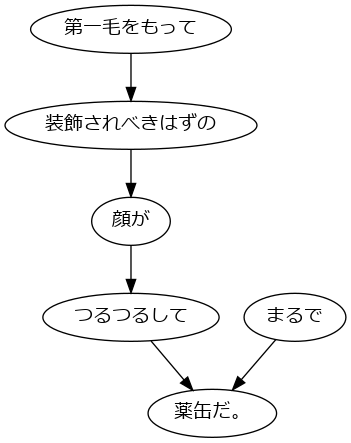 第一毛をもって
装飾されべきはずの
顔が
つるつるして
まるで
薬缶だ。